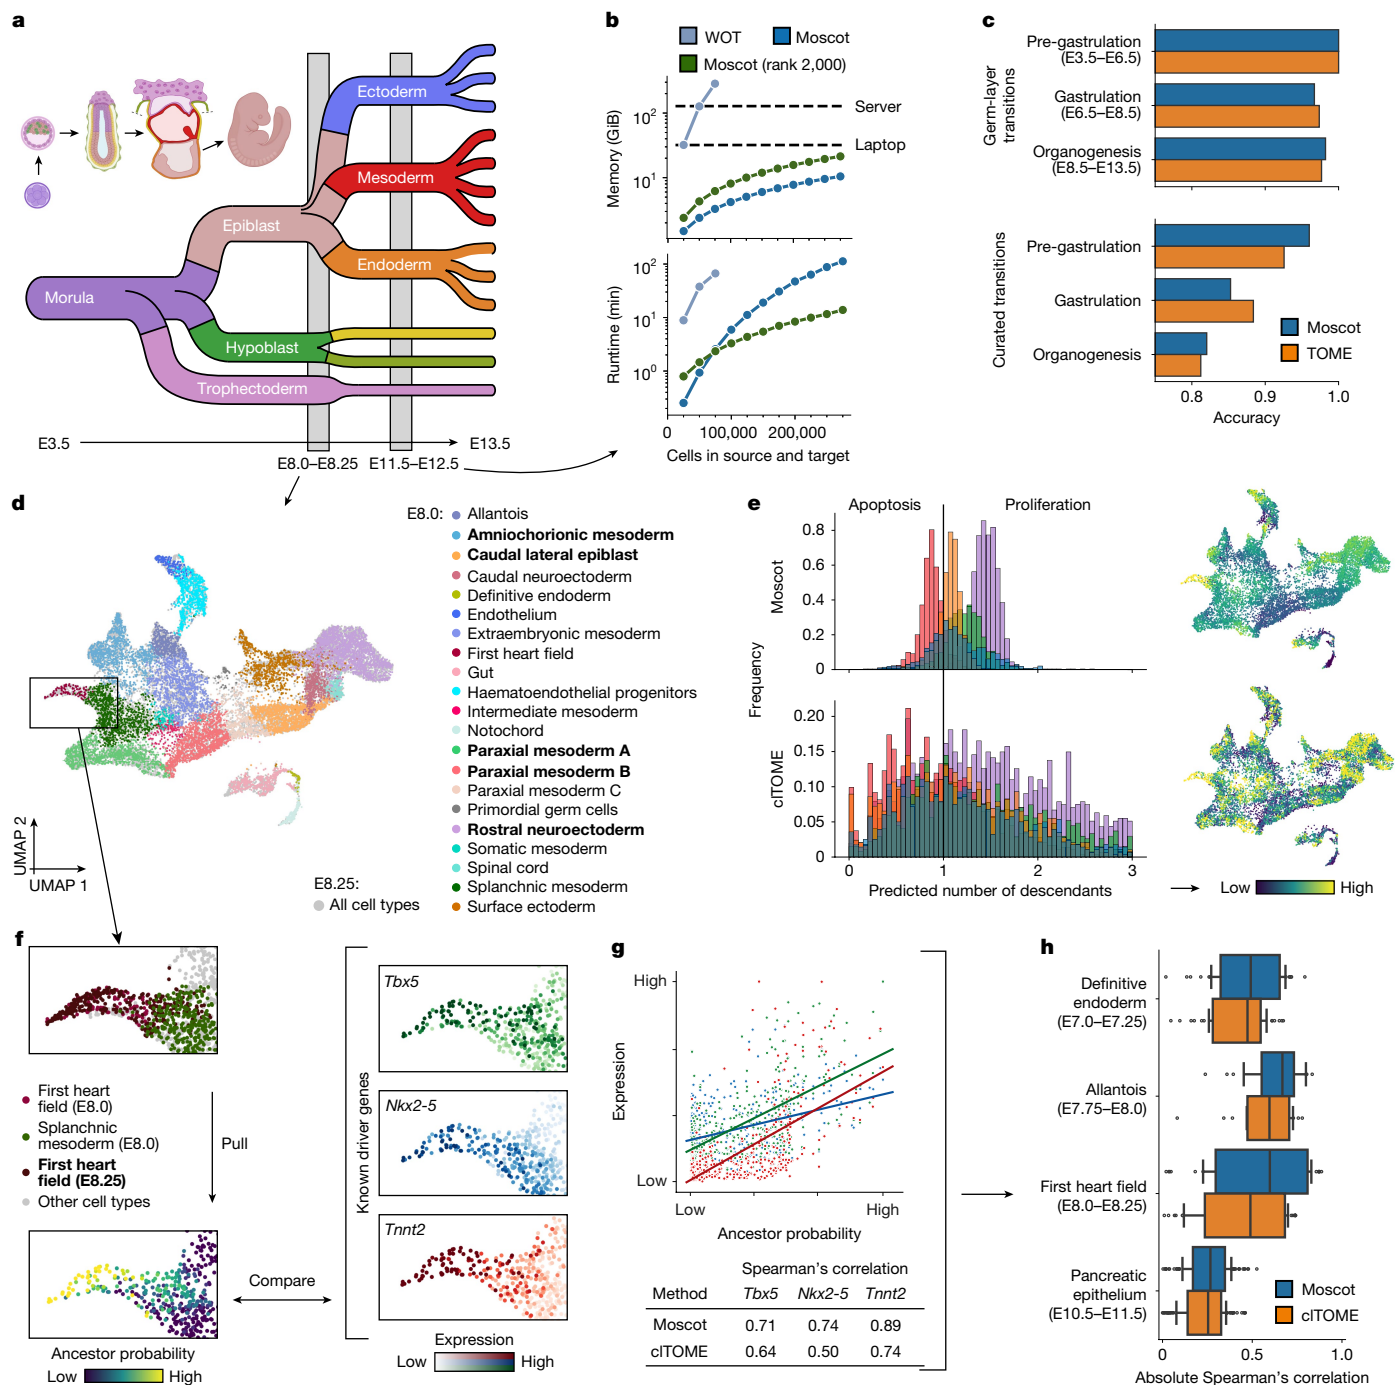 a
Ectoderm
Mesoderm
Epiblast
Endoderm
Morula
Hypoblast
Trophectoderm
E3.5
E13.5
E8.0–E8.25
E11.5–E12.5
b
WOT
Moscot
Moscot (rank 2,000)
Memory (GiB)
10²
10¹
Server
Laptop
Runtime (min)
10²
10¹
10⁰
0
100,000
200,000
Cells in source and target
c
Germ-layer
transitions
Pre-gastrulation
(E3.5–E6.5)
Gastrulation
(E6.5–E8.5)
Organogenesis
(E8.5–E13.5)
Curated transitions
Pre-gastrulation
Gastrulation
Organogenesis
Moscot
TOME
0.8
0.9
1.0
Accuracy
d
E8.0:
Allantois
Amniochorionic mesoderm
Caudal lateral epiblast
Caudal neuroectoderm
Definitive endoderm
Endothelium
Extraembryonic mesoderm
First heart field
Gut
Haematoendothelial progenitors
Intermediate mesoderm
Notochord
Paraxial mesoderm A
Paraxial mesoderm B
Paraxial mesoderm C
Primordial germ cells
Rostral neuroectoderm
Somatic mesoderm
Spinal cord
Splanchnic mesoderm
Surface ectoderm
E8.25:
All cell types
UMAP 2
UMAP 1
e
Apoptosis
Proliferation
Frequency
Moscot
0.8
0.6
0.4
0.2
0
clTOME
0.20
0.15
0.10
0.05
0
0
1
2
3
Predicted number of descendants
Low
High
f
First heart
field (E8.0)
Splanchnic
mesoderm (E8.0)
First heart
field (E8.25)
Other cell types
Pull
Ancestor probability
Low
High
Compare
Known driver genes
Tbx5
Nkx2-5
Tnnt2
Expression
Low
High
g
High
Expression
Low
Low
High
Ancestor probability
Spearman's correlation
Method Tbx5 Nkx2-5 Tnnt2
Moscot 0.71 0.74 0.89
clTOME 0.64 0.50 0.74
h
Definitive
endoderm
(E7.0–E7.25)
Allantois
(E7.75–E8.0)
First heart field
(E8.0–E8.25)
Pancreatic
epithelium
(E10.5–E11.5)
Moscot
clTOME
0
0.5
1.0
Absolute Spearman's correlation